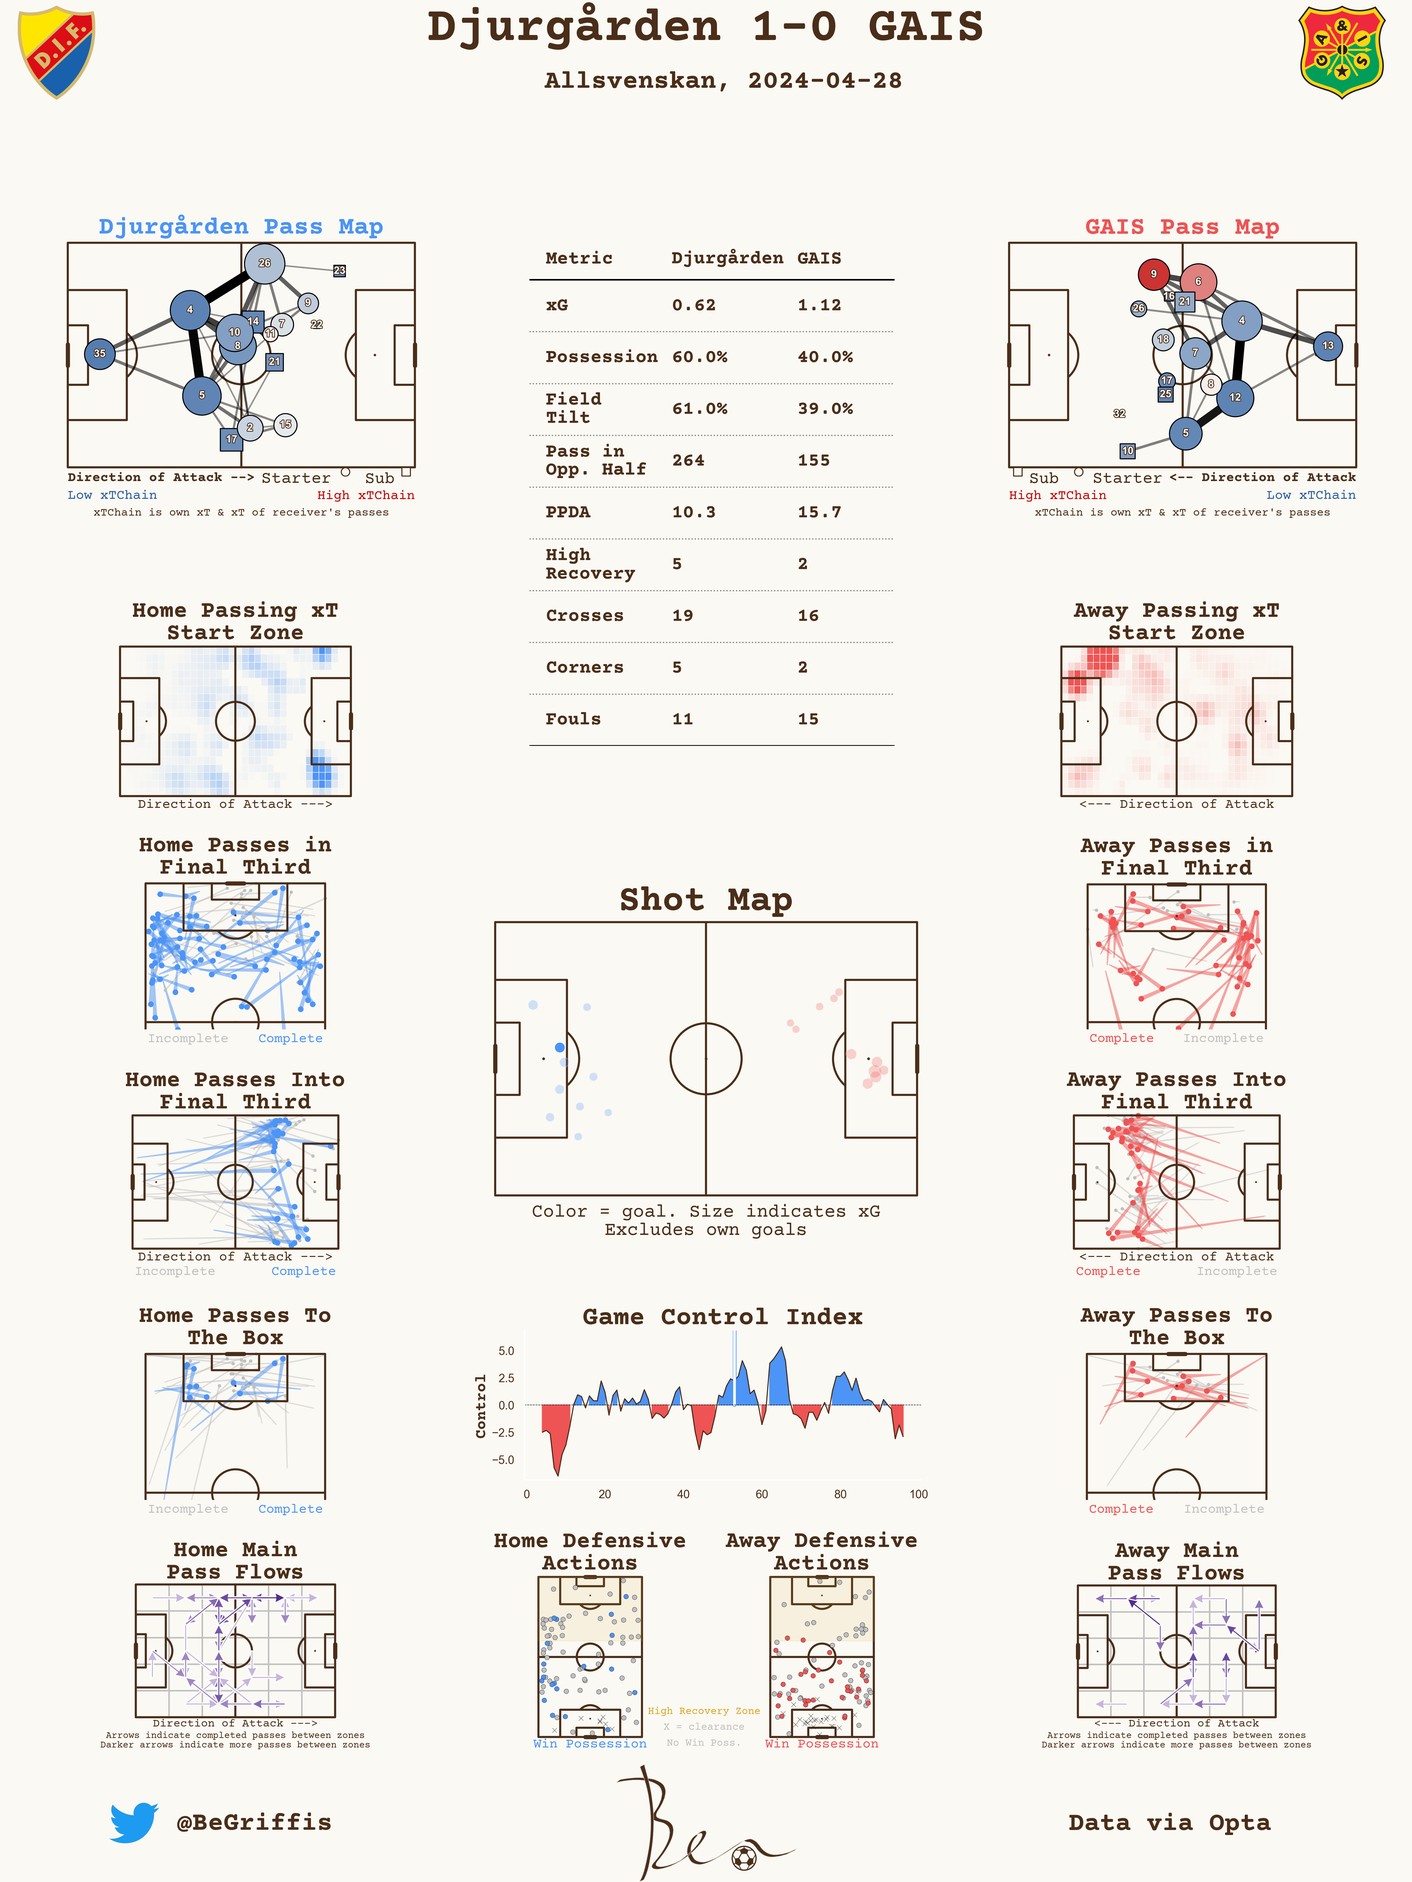 Djurgården 1-0 GAIS
Allsvenskan, 2024-04-28
D.I.F.
G A & I S
Djurgården Pass Map
26
23
4
9
14
7
22
10
11
8
35
21
5
2
15
17
Direction of Attack --> Starter Sub
Low xTChain High xTChain
xTChain is own xT & xT of receiver's passes
Metric Djurgården GAIS
xG 0.62 1.12
Possession 60.0% 40.0%
Field
Tilt 61.0% 39.0%
Pass in
Opp. Half 264 155
PPDA 10.3 15.7
High
Recovery 5 2
Crosses 19 16
Corners 5 2
Fouls 11 15
GAIS Pass Map
9
6
16
21
26
4
18
7
13
17
8
25
12
32
5
10
Sub Starter <-- Direction of Attack
High xTChain Low xTChain
xTChain is own xT & xT of receiver's passes
Home Passing xT
Start Zone
Direction of Attack --->
Away Passing xT
Start Zone
<--- Direction of Attack
Home Passes in
Final Third
Incomplete Complete
Away Passes in
Final Third
Complete Incomplete
Shot Map
Color = goal. Size indicates xG
Excludes own goals
Home Passes Into
Final Third
Direction of Attack --->
Incomplete Complete
Away Passes Into
Final Third
<--- Direction of Attack
Complete Incomplete
Home Passes To
The Box
Incomplete Complete
Game Control Index
Control
5.0
2.5
0.0
−2.5
−5.0
0 20 40 60 80 100
Away Passes To
The Box
Complete Incomplete
Home Main
Pass Flows
Direction of Attack --->
Arrows indicate completed passes between zones
Darker arrows indicate more passes between zones
Home Defensive
Actions
Win Possession
Away Defensive
Actions
Win Possession
High Recovery Zone
X = clearance
No Win Poss.
Away Main
Pass Flows
<--- Direction of Attack
Arrows indicate completed passes between zones
Darker arrows indicate more passes between zones
@BeGriffis
Ben
Data via Opta